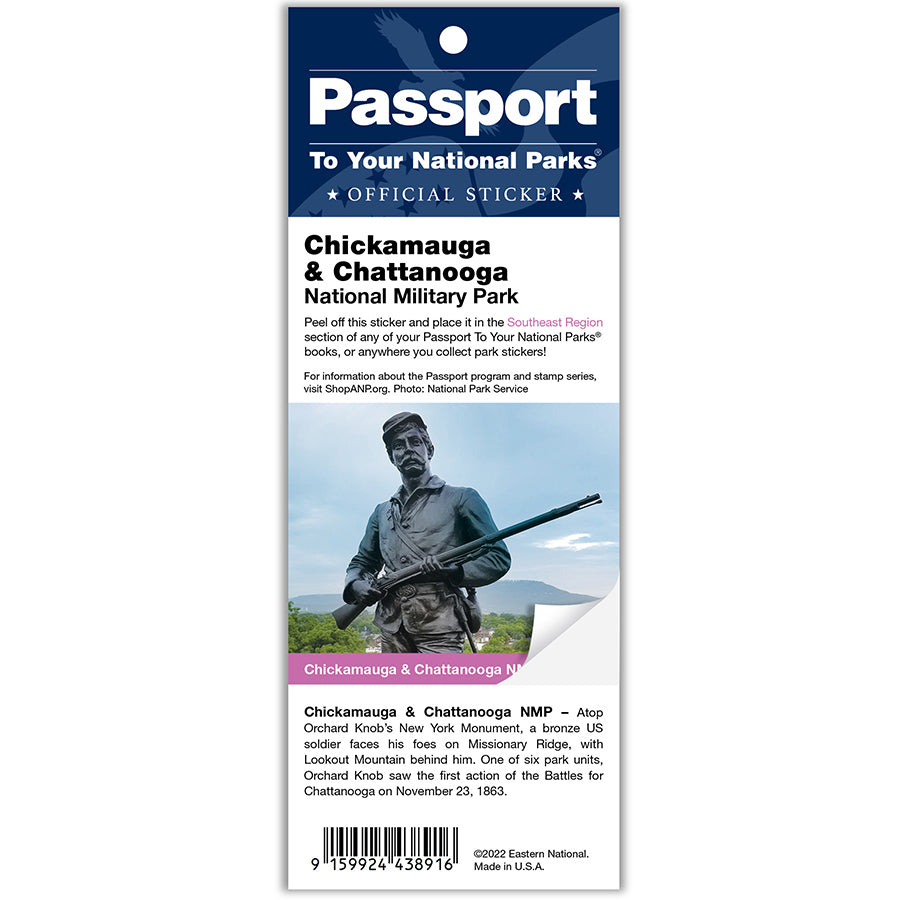 Passport
To Your National Parks®
★ OFFICIAL STICKER ★
Chickamauga
& Chattanooga
National Military Park
Peel off this sticker and place it in the Southeast Region
section of any of your Passport To Your National Parks®
books, or anywhere you collect park stickers!
For information about the Passport program and stamp series,
visit ShopANP.org. Photo: National Park Service
Chickamauga & Chattanooga
Chickamauga & Chattanooga NMP – Atop
Orchard Knob's New York Monument, a bronze US
soldier faces his foes on Missionary Ridge, with
Lookout Mountain behind him. One of six park units,
Orchard Knob saw the first action of the Battles for
Chattanooga on November 23, 1863.
9 159924 438916
©2022 Eastern National.
Made in U.S.A.